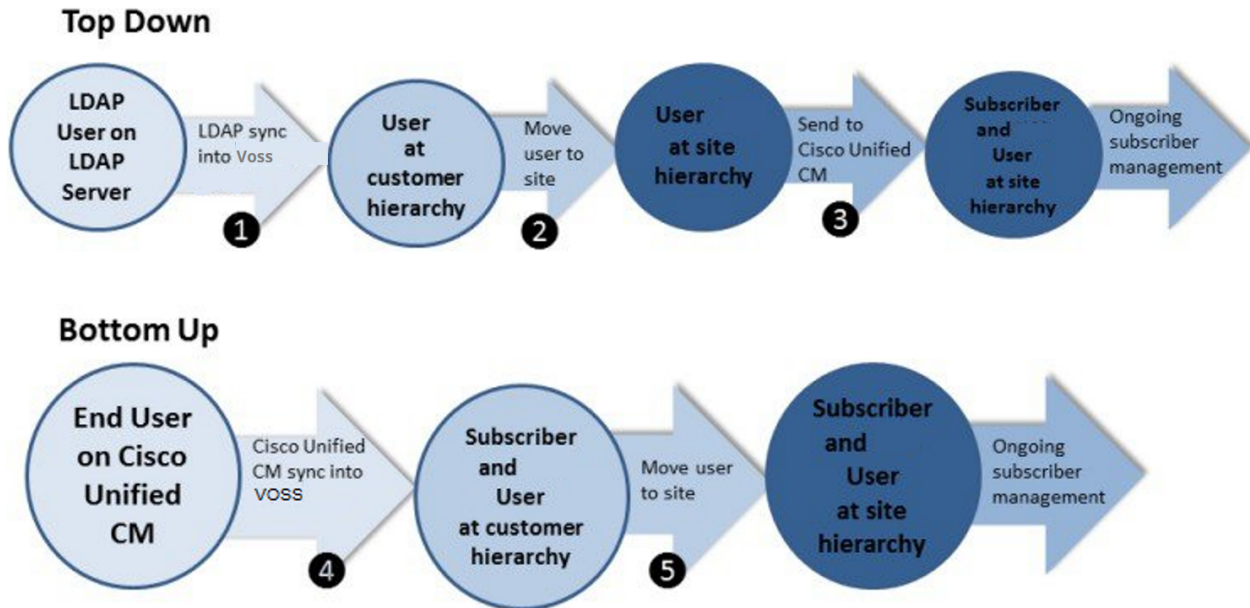 Top Down
LDAP
User on
LDAP
Server
LDAP sync
into Voss
1
User
at
customer
hierarchy
Move
user to
site
2
User
at site
hierarchy
Send to
Cisco Unified
CM
3
Subscriber
and
User
at site
hierarchy
Ongoing
subscriber
management
Bottom Up
End User
on Cisco
Unified
CM
Cisco Unified
CM sync into
VOSS
4
Subscriber
and
User
at customer
hierarchy
Move user
to site
5
Subscriber
and
User
at site
hierarchy
Ongoing
subscriber
management